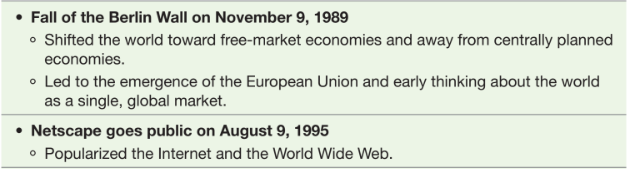 • Fall of the Berlin Wall on November 9, 1989
◦ Shifted the world toward free-market economies and away from centrally planned
economies.
◦ Led to the emergence of the European Union and early thinking about the world
as a single, global market.
• Netscape goes public on August 9, 1995
◦ Popularized the Internet and the World Wide Web.